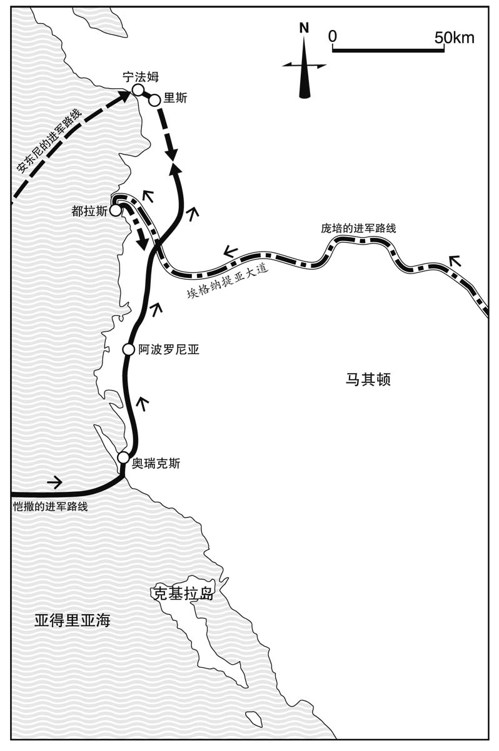 N
0 50km
宁法姆
里斯
安东尼的进军路线
都拉斯
庞培的进军路线
埃格纳提亚大道
阿波罗尼亚
马其顿
奥瑞克斯
恺撒的进军路线
克基拉岛
亚得里亚海